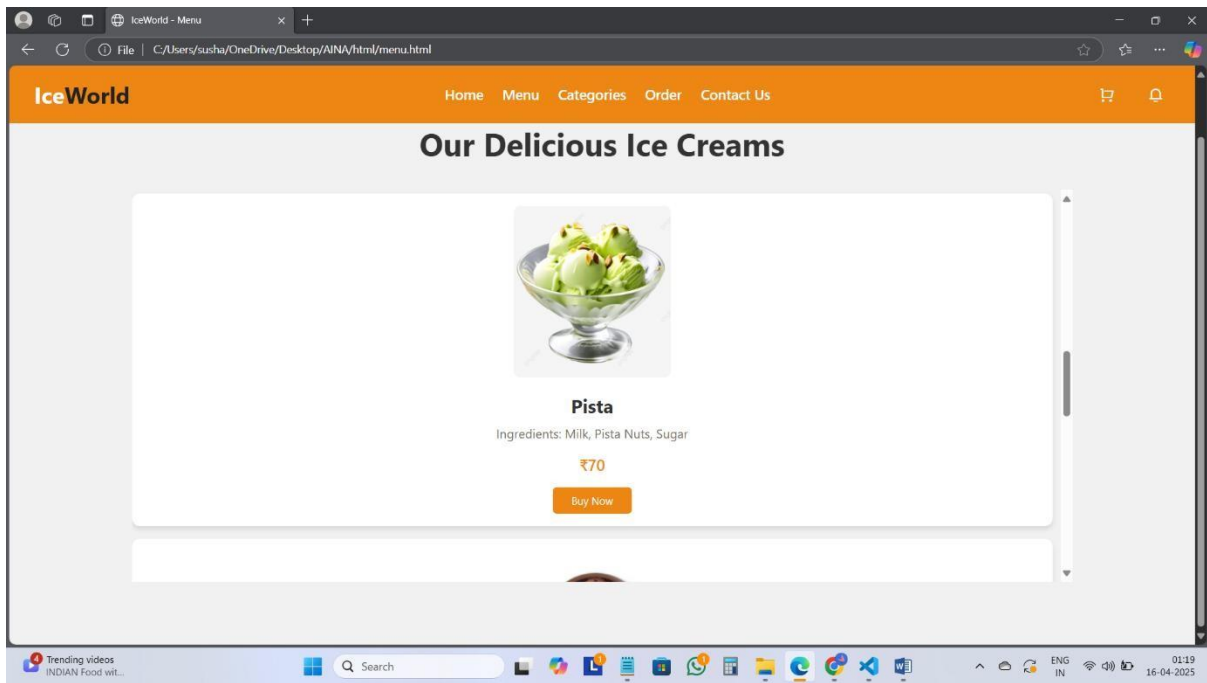 IceWorld - Menu
File | C:/Users/susha/OneDrive/Desktop/AINA/html/menu.html
IceWorld Home Menu Categories Order Contact Us
Our Delicious Ice Creams
Pista
Ingredients: Milk, Pista Nuts, Sugar
₹70
Buy Now
4 Trending videos
INDIAN Food wit...
Search
ENG
IN
01:19
16-04-2025